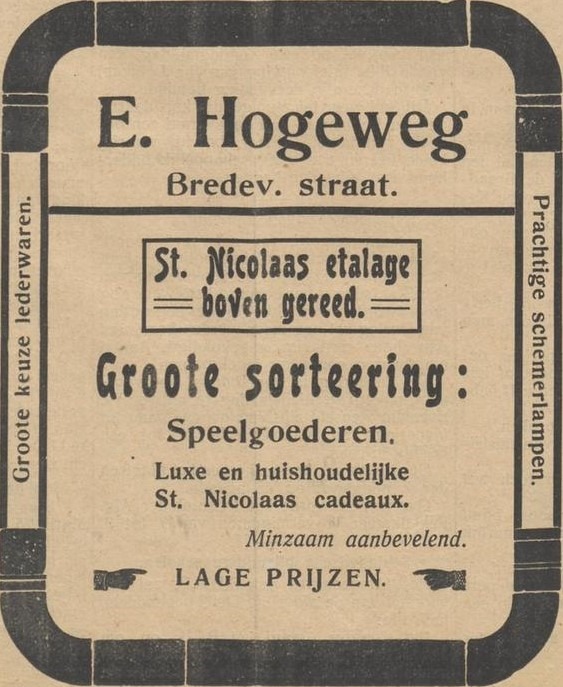 E. Hogeweg
Bredev. straat.
Groote keuze lederwaren.
St. Nicolaas etalage
boven gereed.
Groote sorteering:
Speelgoederen.
Luxe en huishoudelijke
St. Nicolaas cadeaux.
Minzaam aanbevelend.
LAGE PRIJZEN.
Prachtige schemerlampen.